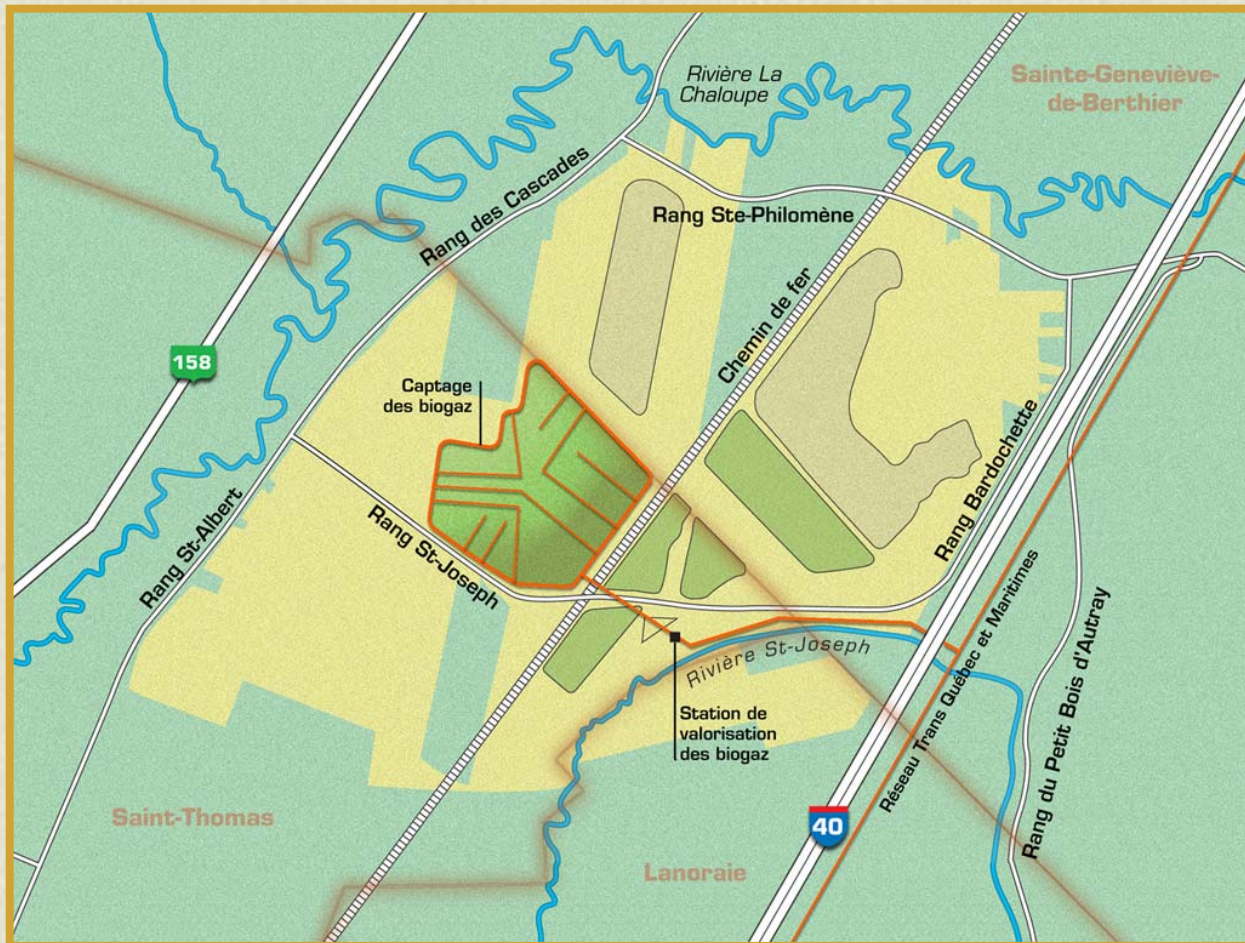 Rivière La
Chaloupe
Sainte-Geneviève-
de-Berthier
Rang des Cascades
Rang Ste-Philomène
Chemin de fer
158
Captage
des biogaz
Rang St-Albert
Rang St-Joseph
Rang Bardochette
Réseau Trans Québec et Maritimes
Rang du Petit Bois d'Autray
Rivière St-Joseph
Station de
valorisation
des biogaz
Saint-Thomas
40
Lanoraie